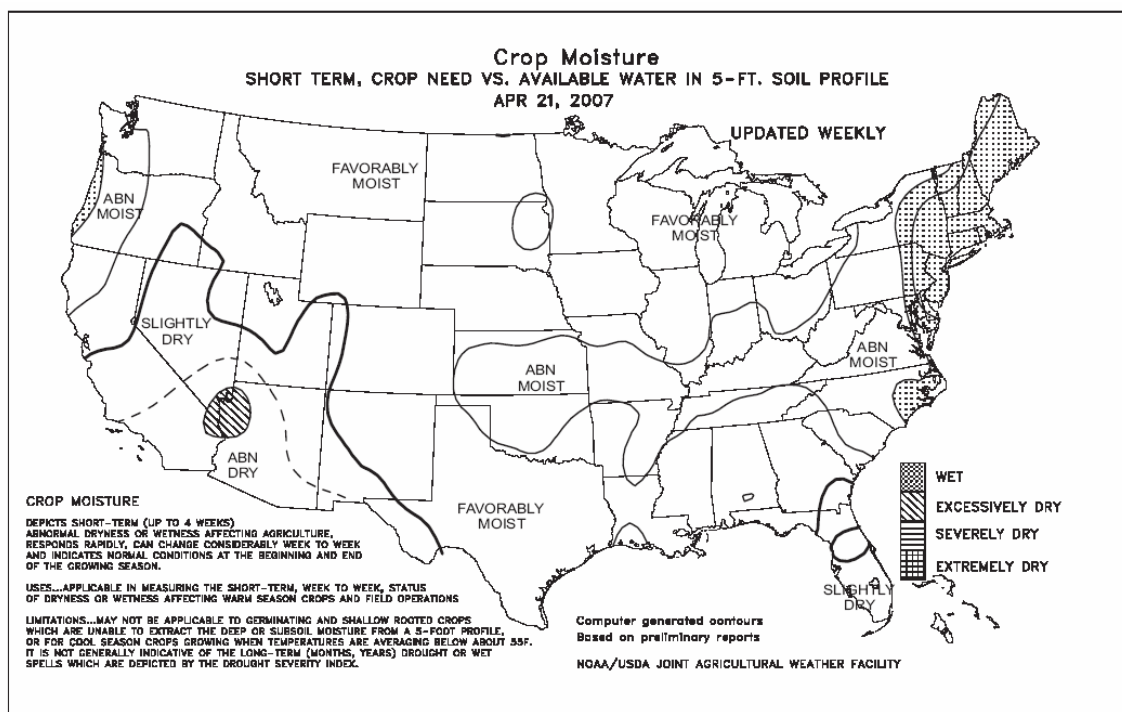 Crop Moisture
SHORT TERM, CROP NEED VS. AVAILABLE WATER IN 5-FT. SOIL PROFILE
APR 21, 2007
UPDATED WEEKLY
FAVORABLY
MOIST
ABN
MOIST
FAVORABLY
MOIST
SLIGHTLY
DRY
ABN
MOIST
ABN
MOIST
ABN
DRY
FAVORABLY
MOIST
SLIGHTLY
DRY
WET
EXCESSIVELY DRY
SEVERELY DRY
EXTREMELY DRY
CROP MOISTURE
DEPICTS SHORT-TERM (UP TO 4 WEEKS)
ABNORMAL DRYNESS OR WETNESS AFFECTING AGRICULTURE,
RESPONDS RAPIDLY, CAN CHANGE CONSIDERABLY WEEK TO WEEK
AND INDICATES NORMAL CONDITIONS AT THE BEGINNING AND END
OF THE GROWING SEASON.
USES...APPLICABLE IN MEASURING THE SHORT-TERM, WEEK TO WEEK, STATUS
OF DRYNESS OR WETNESS AFFECTING WARM SEASON CROPS AND FIELD OPERATIONS
LIMITATIONS...MAY NOT BE APPLICABLE TO GERMINATING AND SHALLOW ROOTED CROPS
WHICH ARE UNABLE TO EXTRACT THE DEEP OR SUBSOIL MOISTURE FROM A 5-FOOT PROFILE,
OR FOR COOL SEASON CROPS GROWING WHEN TEMPERATURES ARE AVERAGING BELOW ABOUT 55F.
IT IS NOT GENERALLY INDICATIVE OF THE LONG-TERM (MONTHS, YEARS) DROUGHT OR WET
SPELLS WHICH ARE DEPICTED BY THE DROUGHT SEVERITY INDEX.
Computer generated contours
Based on preliminary reports
NOAA/USDA JOINT AGRICULTURAL WEATHER FACILITY